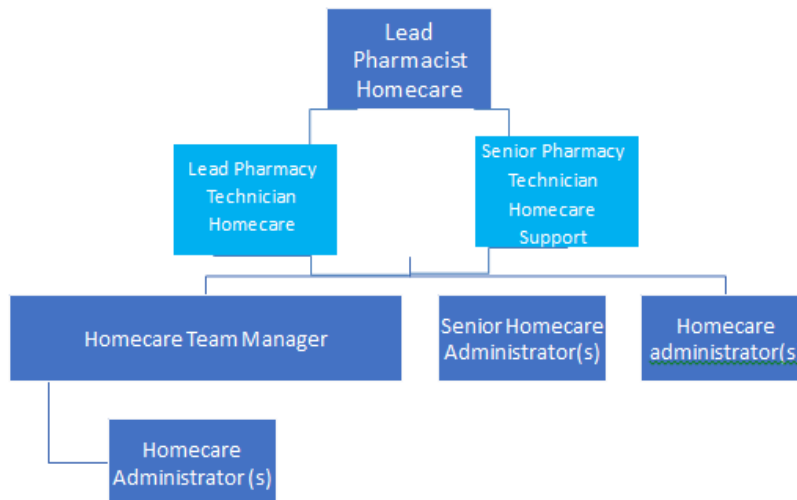 Lead
Pharmacist
Homecare
Lead Pharmacy
Technician
Homecare
Senior Pharmacy
Technician
Homecare
Support
Homecare Team Manager
Senior Homecare
Administrator(s)
Homecare
administrator(s
Homecare
Administrator (s)